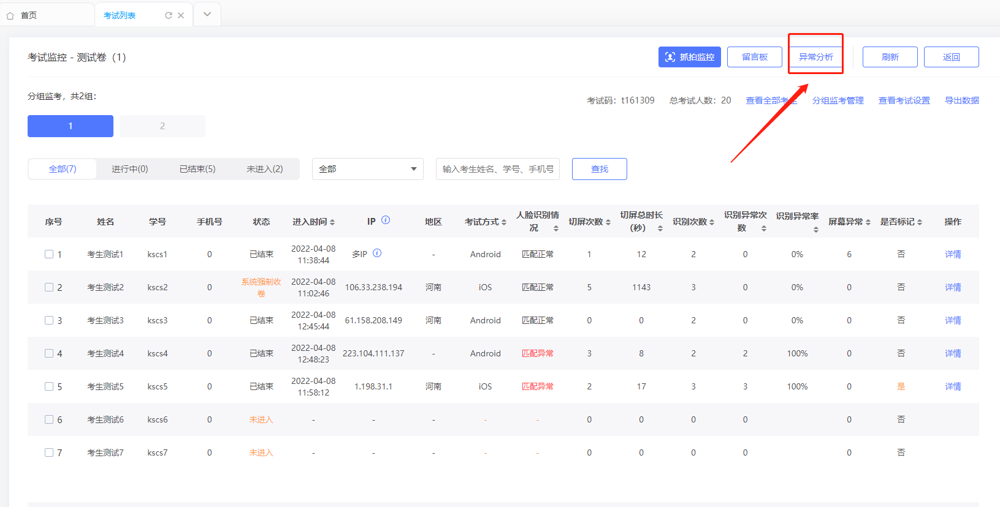 首页
考试列表
考试监控 - 测试卷（1）
抓拍监控
留言板
异常分析
刷新
返回
分组监考，共2组：
考试码：t161309 总考试人数：20 查看全部考生 分组监考管理 查看考试设置 导出数据
1 2
全部(7) 进行中(0) 已结束(5) 未进入(2) 全部 输入考生姓名、学号、手机号 查找
序号 姓名 学号 手机号 状态 进入时间 IP 地区 考试方式 人脸识别情况 切屏次数 切屏总时长（秒） 识别次数 识别异常次数 识别异常率 屏幕异常 是否标记 操作
1 考生测试1 kscs1 0 已结束 2022-04-08 11:38:44 多IP - Android 匹配正常 1 12 2 0 0% 6 否 详情
2 考生测试2 kscs2 0 系统强制收卷 2022-04-08 11:02:46 106.33.238.194 河南 iOS 匹配正常 5 1143 3 0 0% 0 否 详情
3 考生测试3 kscs3 0 已结束 2022-04-08 12:45:44 61.158.208.149 河南 Android 匹配正常 0 0 2 0 0% 0 否 详情
4 考生测试4 kscs4 0 已结束 2022-04-08 12:48:23 223.104.111.137 - Android 匹配异常 3 8 2 2 100% 0 否 详情
5 考生测试5 kscs5 0 已结束 2022-04-08 11:58:12 1.198.31.1 河南 iOS 匹配异常 2 17 3 3 100% 0 是 详情
6 考生测试6 kscs6 0 未进入 - - - - - 0 0 0 0 0 否
7 考生测试7 kscs7 0 未进入 - - - - - 0 0 0 0 0 否